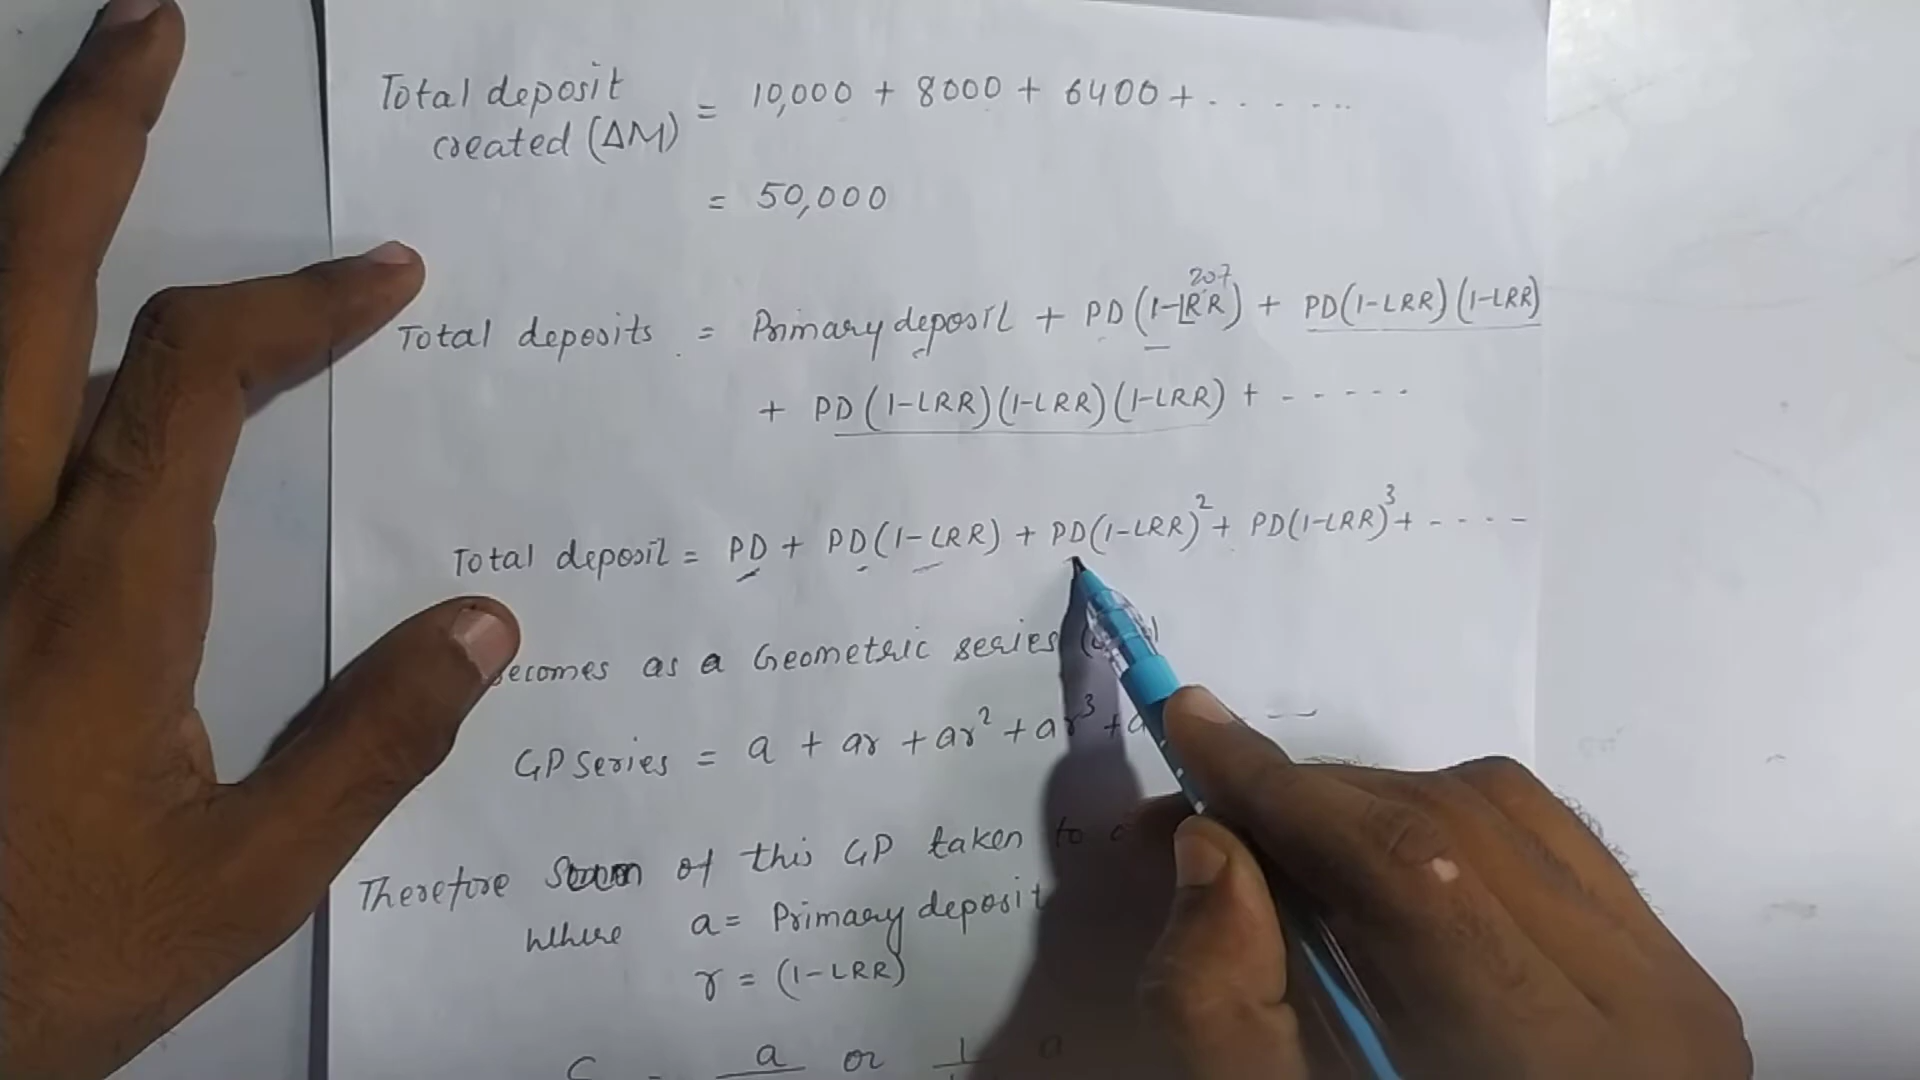 Total deposit
created (ΔM) = 10,000 + 8000 + 6400 + . . . . . . .
= 50,000
Total deposits = Primary deposit + PD(1-LRR) + PD(1-LRR)(1-LRR)
+ PD(1-LRR)(1-LRR)(1-LRR) + - - - - -
Total deposit = PD + PD(1-LRR) + PD(1-LRR)² + PD(1-LRR)³ + - - - -
as a Geometric series
GP series = a + ar + ar² + ar³ +
Therefore Sum of this GP taken to
where a = Primary deposit
r = (1-LRR)
a or 1 a